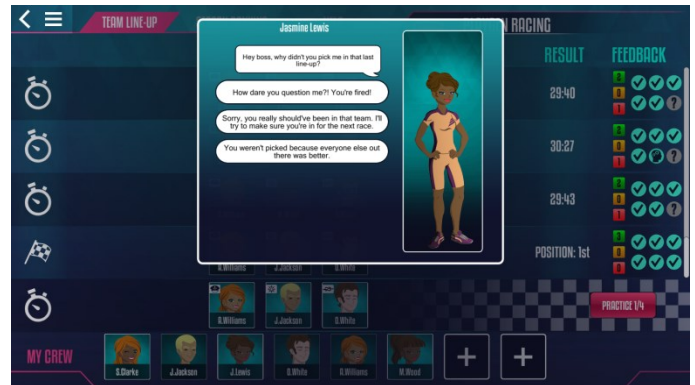 TEAM LINE-UP
RACING
Jasmine Lewis
RESULT
FEEDBACK
Hey boss, why didn't you pick me in that last
line-up?
How dare you question me?! You're fired!
Sorry, you really should've been in that team. I'll
try to make sure you're in for the next race.
You weren't picked because everyone else out
there was better.
29:40
30:27
29:43
POSITION: 1st
R.Williams
J.Jackson
D.White
R.Williams
J.Jackson
D.White
PRACTICE 1/4
MY CREW
S.Clarke
J.Jackson
J.Lewis
D.White
R.Williams
M.Wood